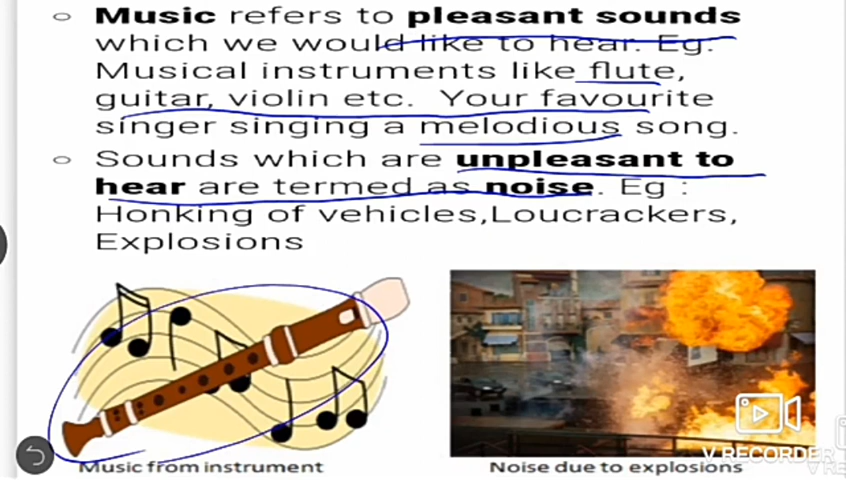 Music refers to pleasant sounds
which we would like to hear. Eg.
Musical instruments like flute,
guitar, violin etc. Your favourite
singer singing a melodious song.
Sounds which are unpleasant to
hear are termed as noise. Eg :
Honking of vehicles,Loucrackers,
Explosions
Music from instrument
Noise due to explosions
V RECORDER
V RE